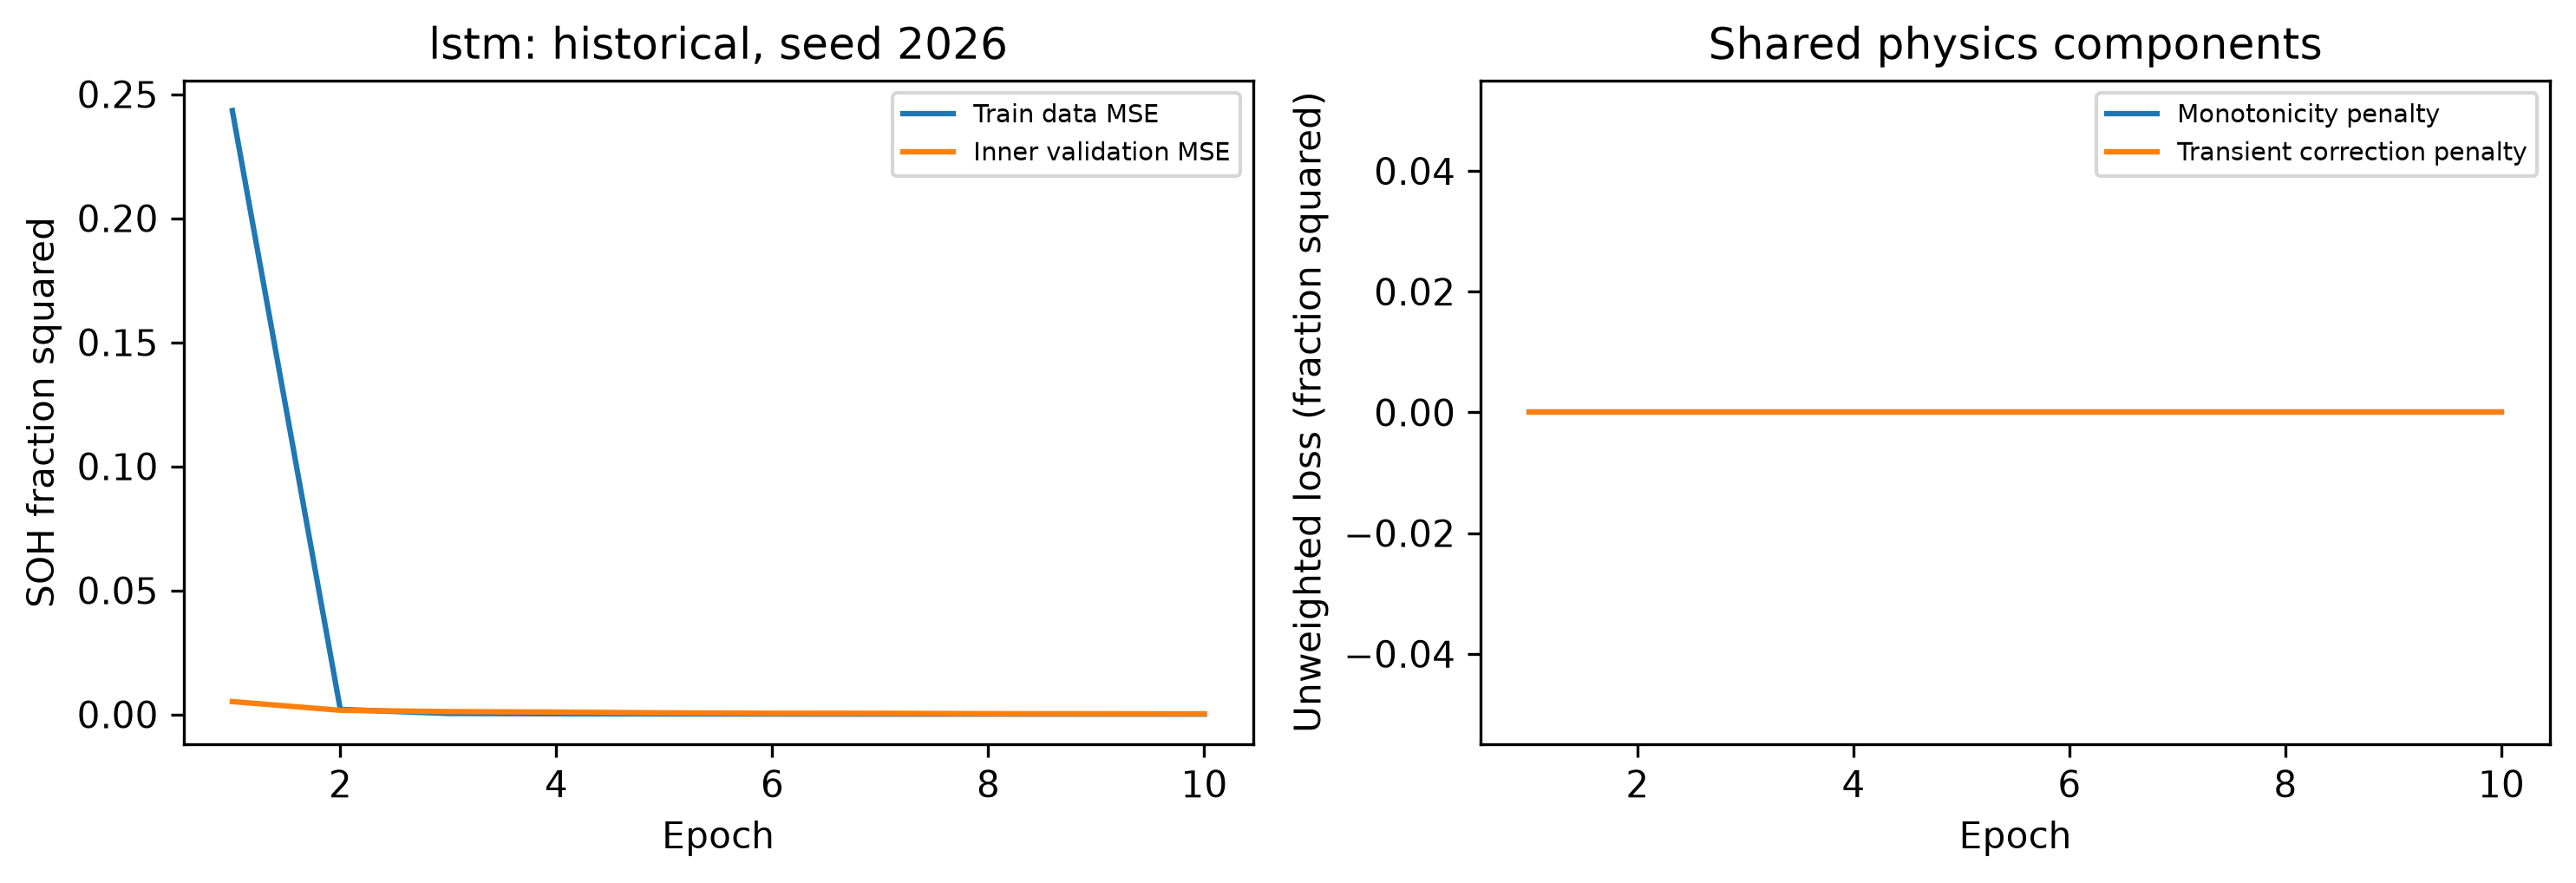 lstm: historical, seed 2026
SOH fraction squared
0.25
0.20
0.15
0.10
0.05
0.00
Train data MSE
Inner validation MSE
2
4
6
8
10
Epoch
Shared physics components
Unweighted loss (fraction squared)
0.04
0.02
0.00
−0.02
−0.04
Monotonicity penalty
Transient correction penalty
2
4
6
8
10
Epoch